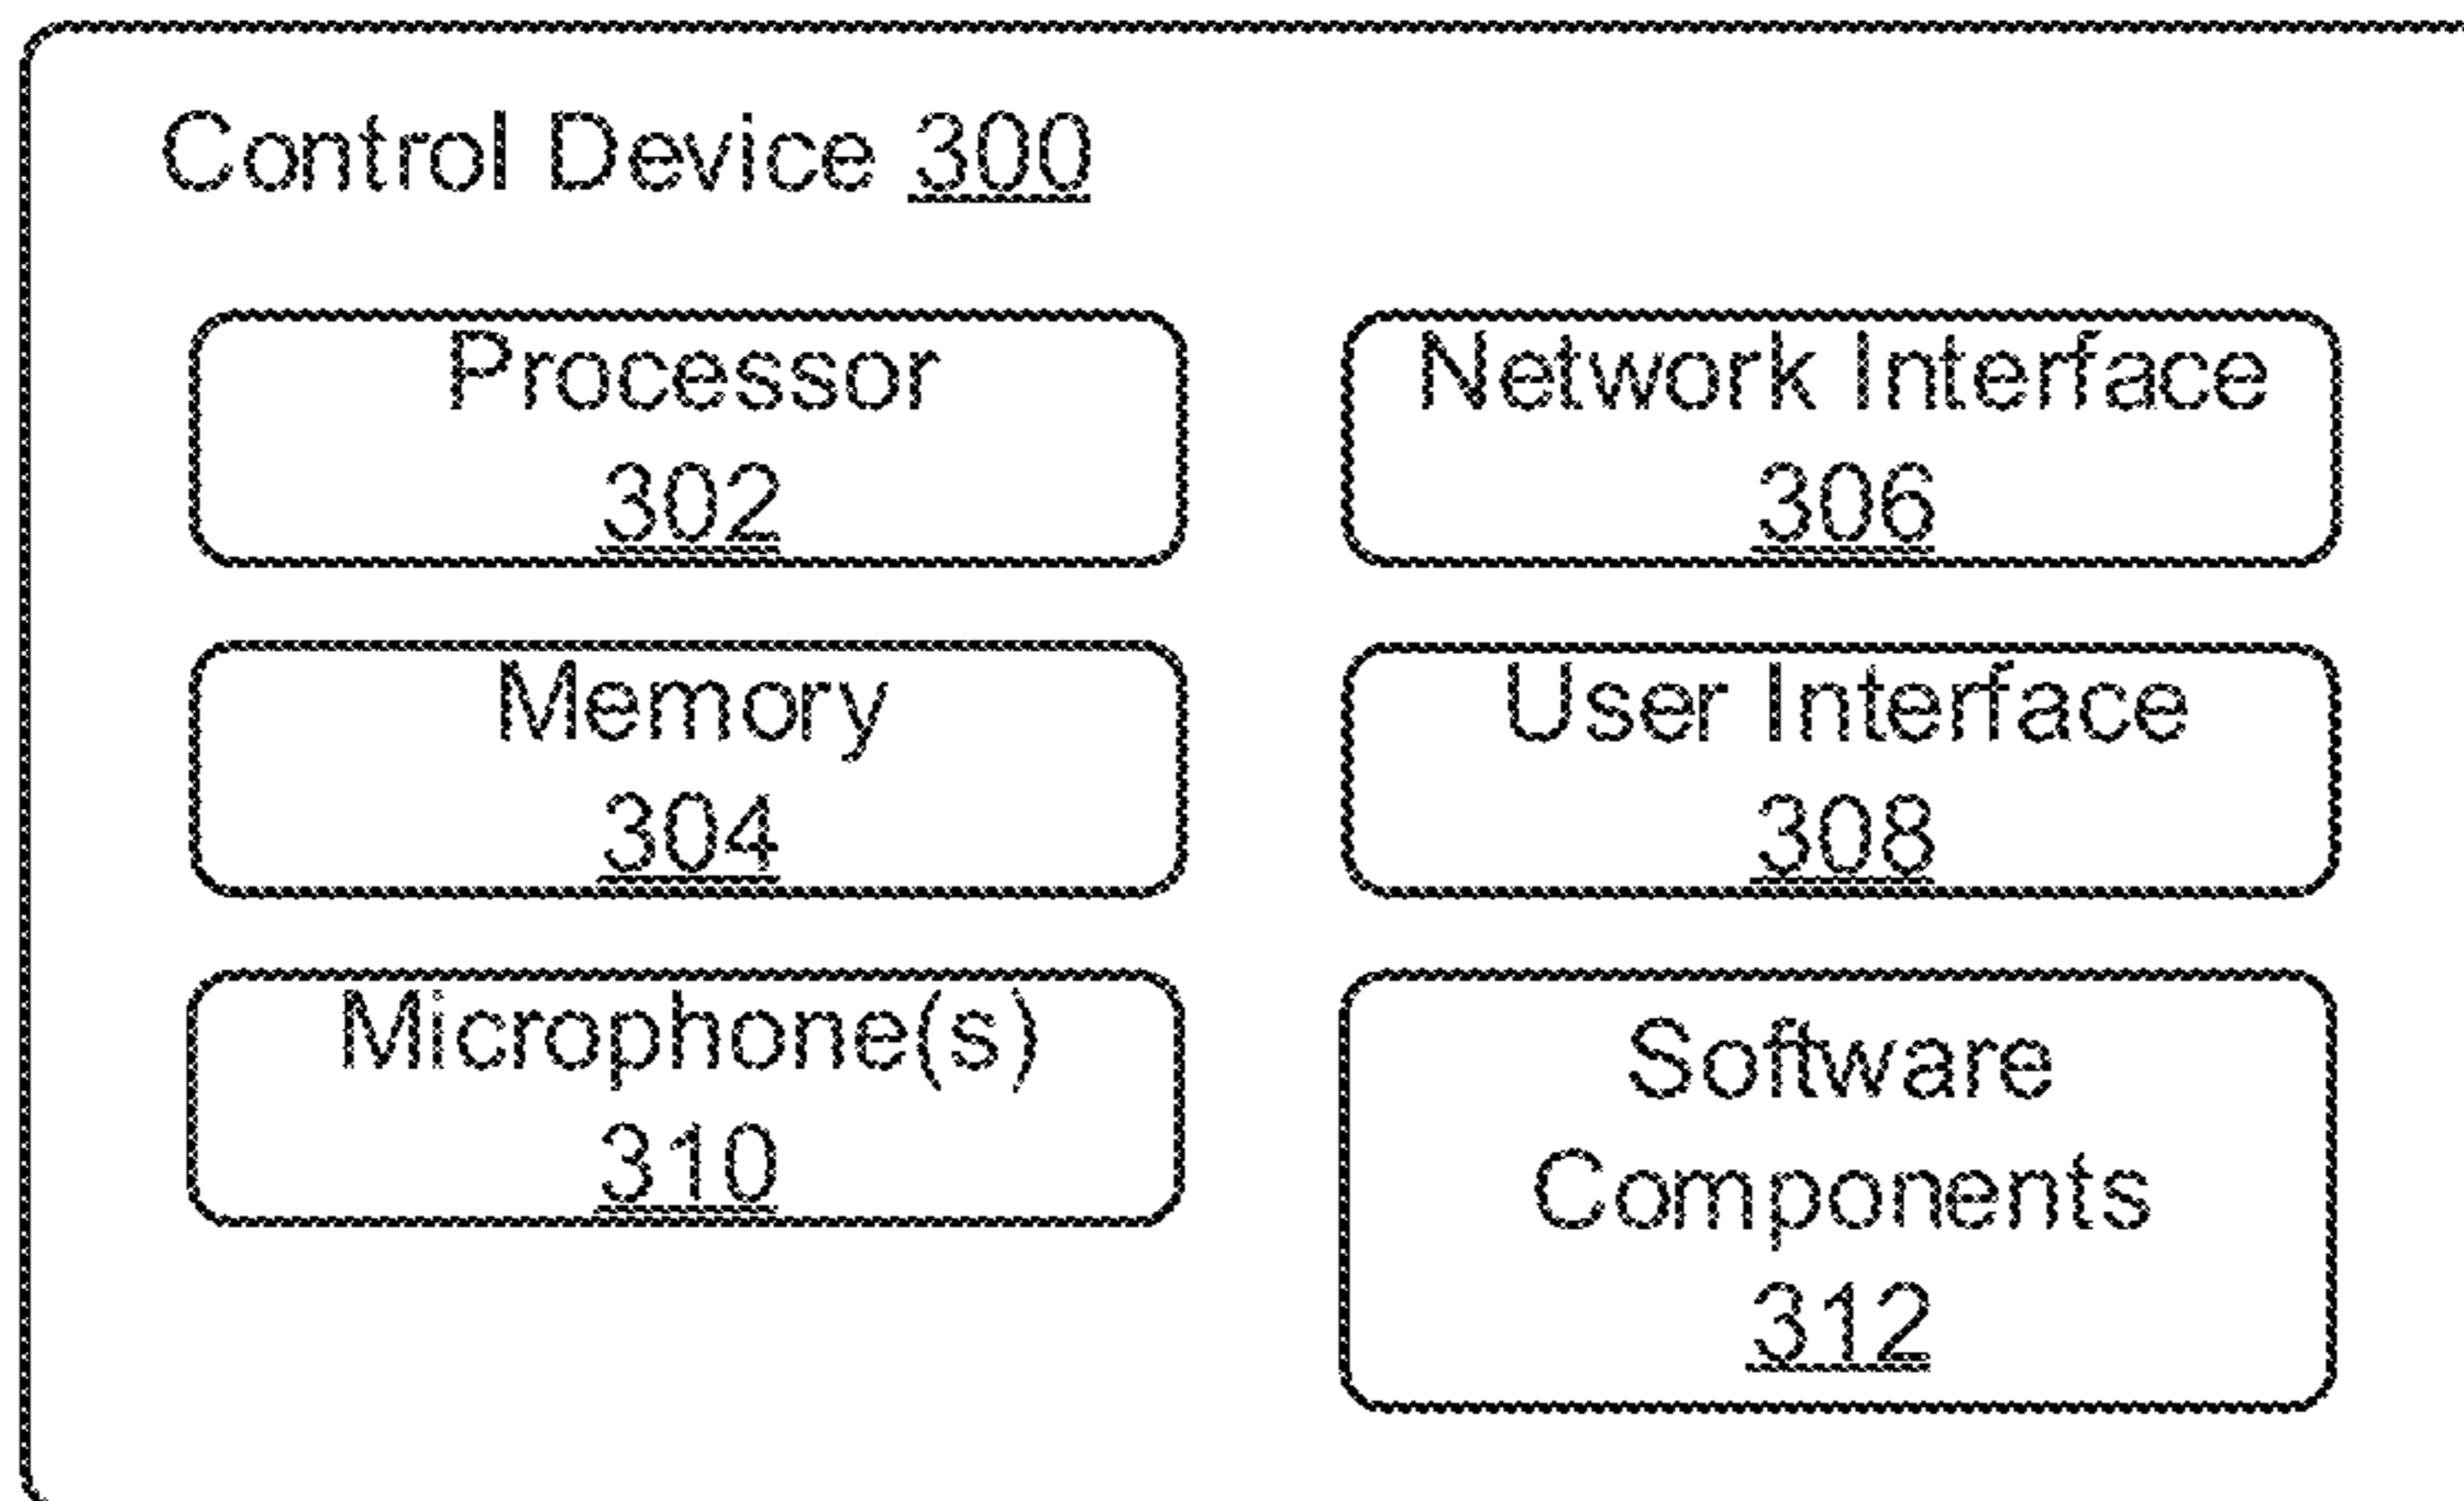 Control Device 300
Processor
302
Network Interface
306
Memory
304
User Interface
308
Microphone(s)
310
Software
Components
312